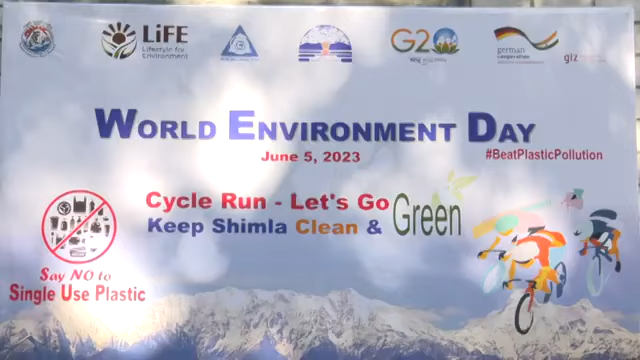 LiFE
Lifestyle for
Environment
G20
german
cooperation
giz
WORLD ENVIRONMENT DAY
June 5, 2023
#BeatPlasticPollution
Cycle Run - Let's Go Green
Keep Shimla Clean &
Say NO to
Single Use Plastic